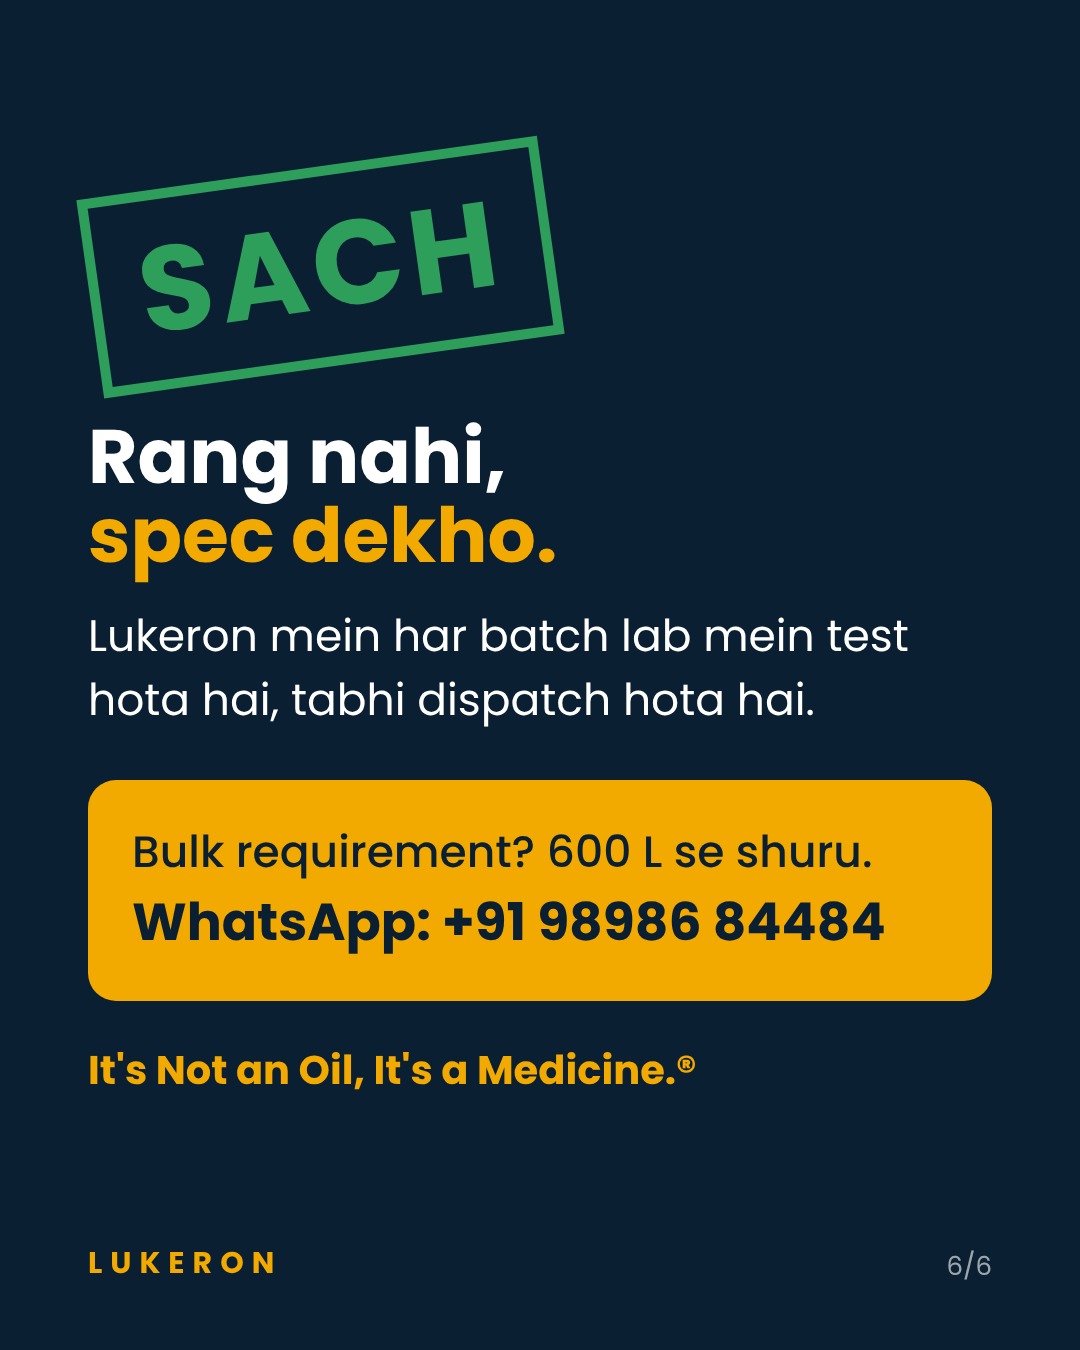 SACH
Rang nahi,
spec dekho.
Lukeron mein har batch lab mein test
hota hai, tabhi dispatch hota hai.
Bulk requirement? 600 L se shuru.
WhatsApp: +91 98986 84484
It's Not an Oil, It's a Medicine.®
LUKERON
6/6